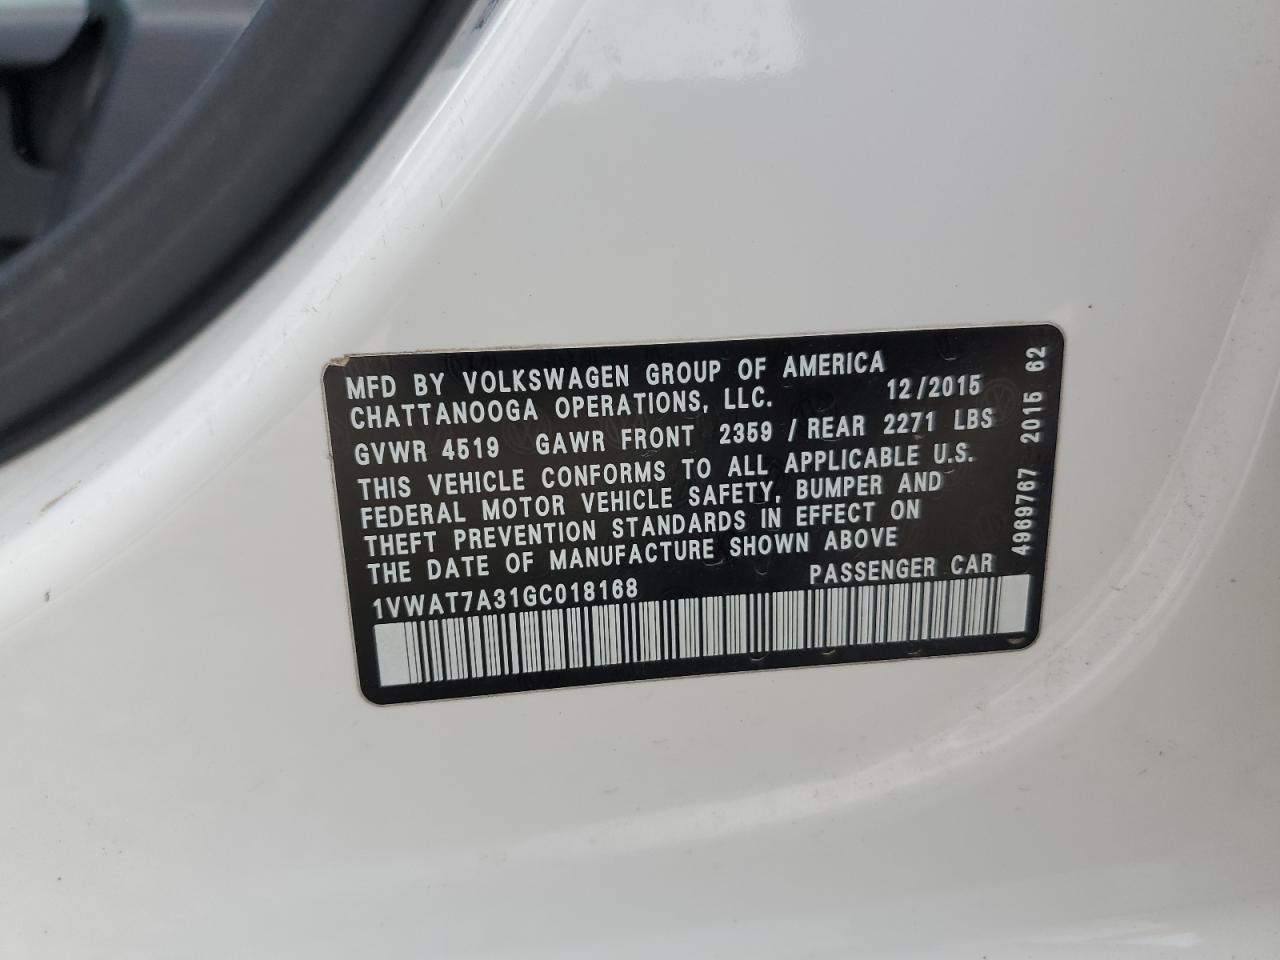 MFD BY VOLKSWAGEN GROUP OF AMERICA
CHATTANOOGA OPERATIONS, LLC. 12/2015
GVWR 4519 GAWR FRONT 2359 / REAR 2271 LBS
THIS VEHICLE CONFORMS TO ALL APPLICABLE U.S.
FEDERAL MOTOR VEHICLE SAFETY, BUMPER AND
THEFT PREVENTION STANDARDS IN EFFECT ON
THE DATE OF MANUFACTURE SHOWN ABOVE
PASSENGER CAR
1VWAT7A31GC018168
4969767 2015 62